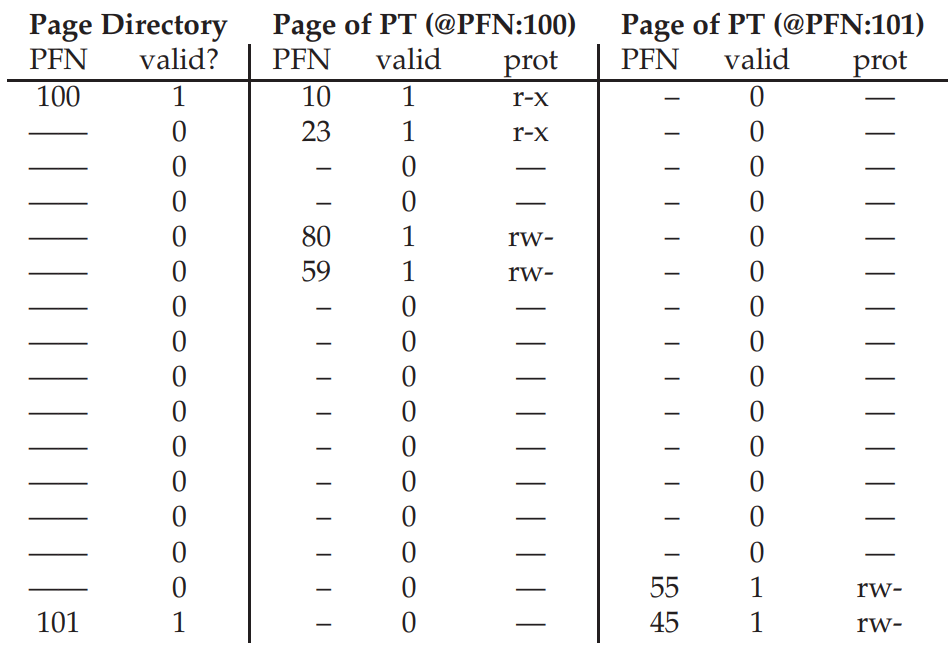 Page Directory Page of PT (@PFN:100) Page of PT (@PFN:101)
PFN valid? PFN valid prot PFN valid prot
100 1 10 1 r-x – 0 —
—— 0 23 1 r-x – 0 —
—— 0 – 0 — – 0 —
—— 0 – 0 — – 0 —
—— 0 80 1 rw- – 0 —
—— 0 59 1 rw- – 0 —
—— 0 – 0 — – 0 —
—— 0 – 0 — – 0 —
—— 0 – 0 — – 0 —
—— 0 – 0 — – 0 —
—— 0 – 0 — – 0 —
—— 0 – 0 — – 0 —
—— 0 – 0 — – 0 —
—— 0 – 0 — – 0 —
—— 0 – 0 — 55 1 rw-
101 1 – 0 — 45 1 rw-